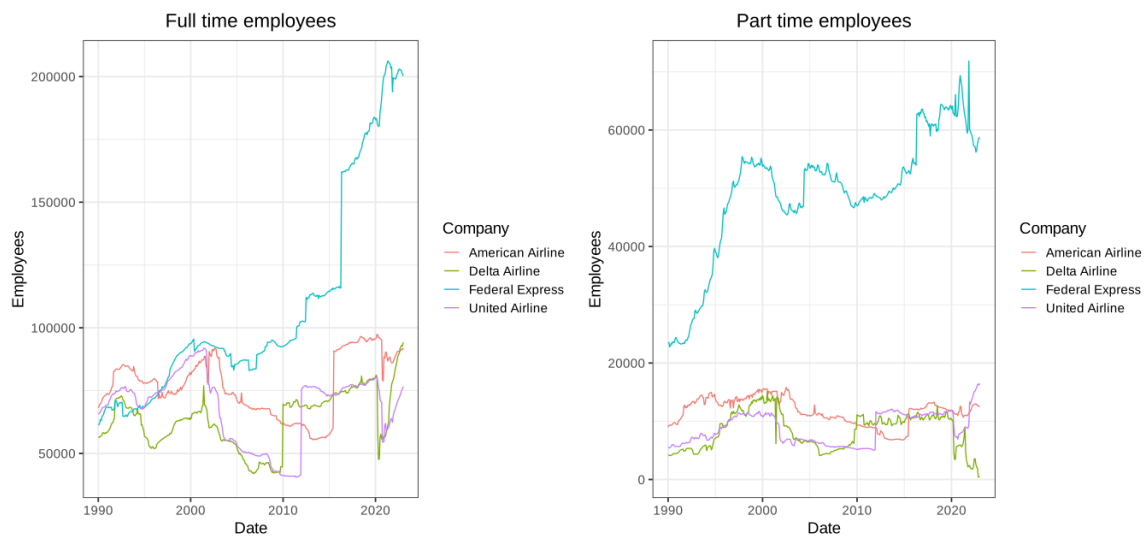 Full time employees
200000
150000
100000
50000
Employees
1990
2000
2010
2020
Date
Company
American Airline
Delta Airline
Federal Express
United Airline
Part time employees
60000
40000
20000
0
Employees
1990
2000
2010
2020
Date
Company
American Airline
Delta Airline
Federal Express
United Airline